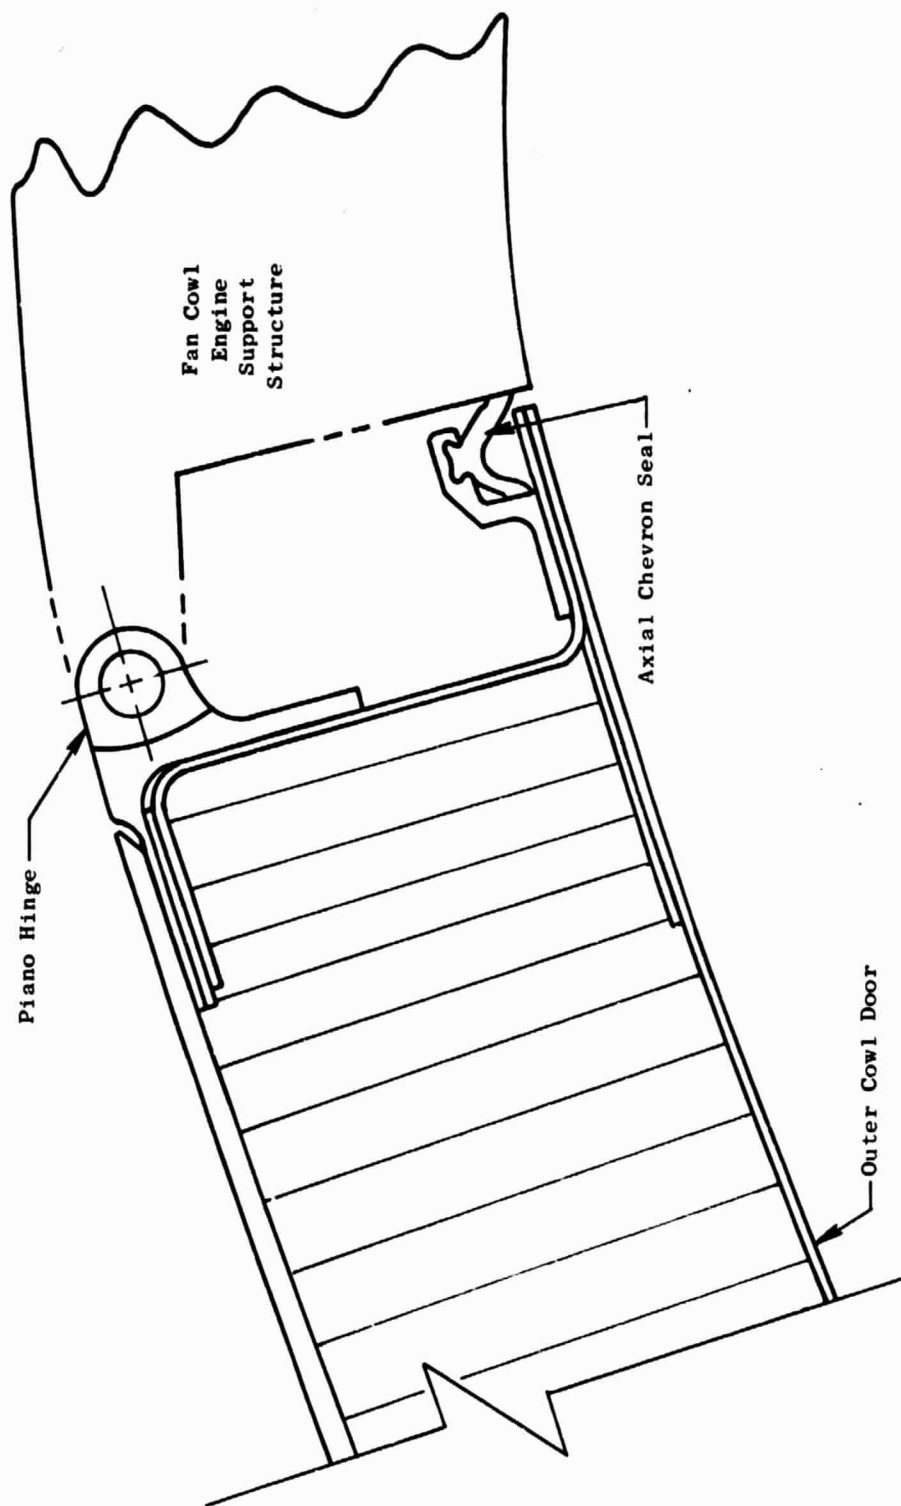 Piano Hinge
Fan Cowl
Engine
Support
Structure
Axial Chevron Seal
Outer Cowl Door